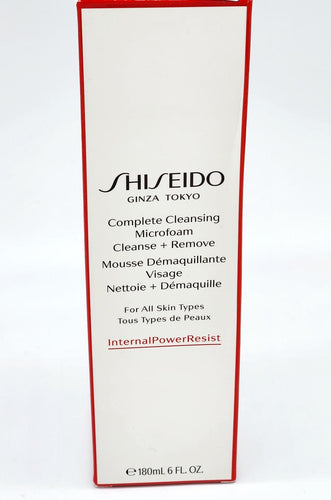 SHISEIDO
GINZA TOKYO
Complete Cleansing
Microfoam
Cleanse + Remove
Mousse Démaquillante
Visage
Nettoie + Démaquille
For All Skin Types
Tous Types de Peaux
InternalPowerResist
℮180mL 6 FL. OZ.